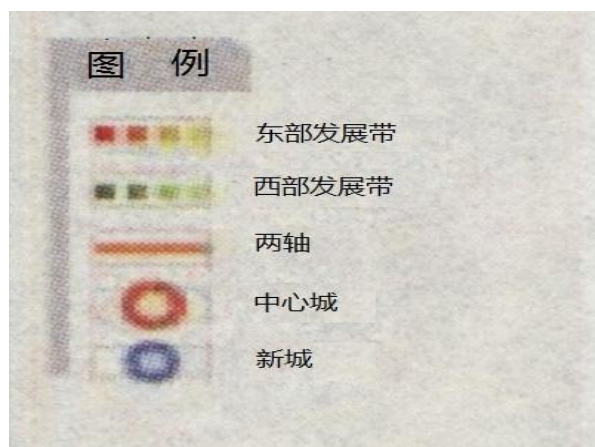 图 例
东部发展带
西部发展带
两轴
中心城
新城